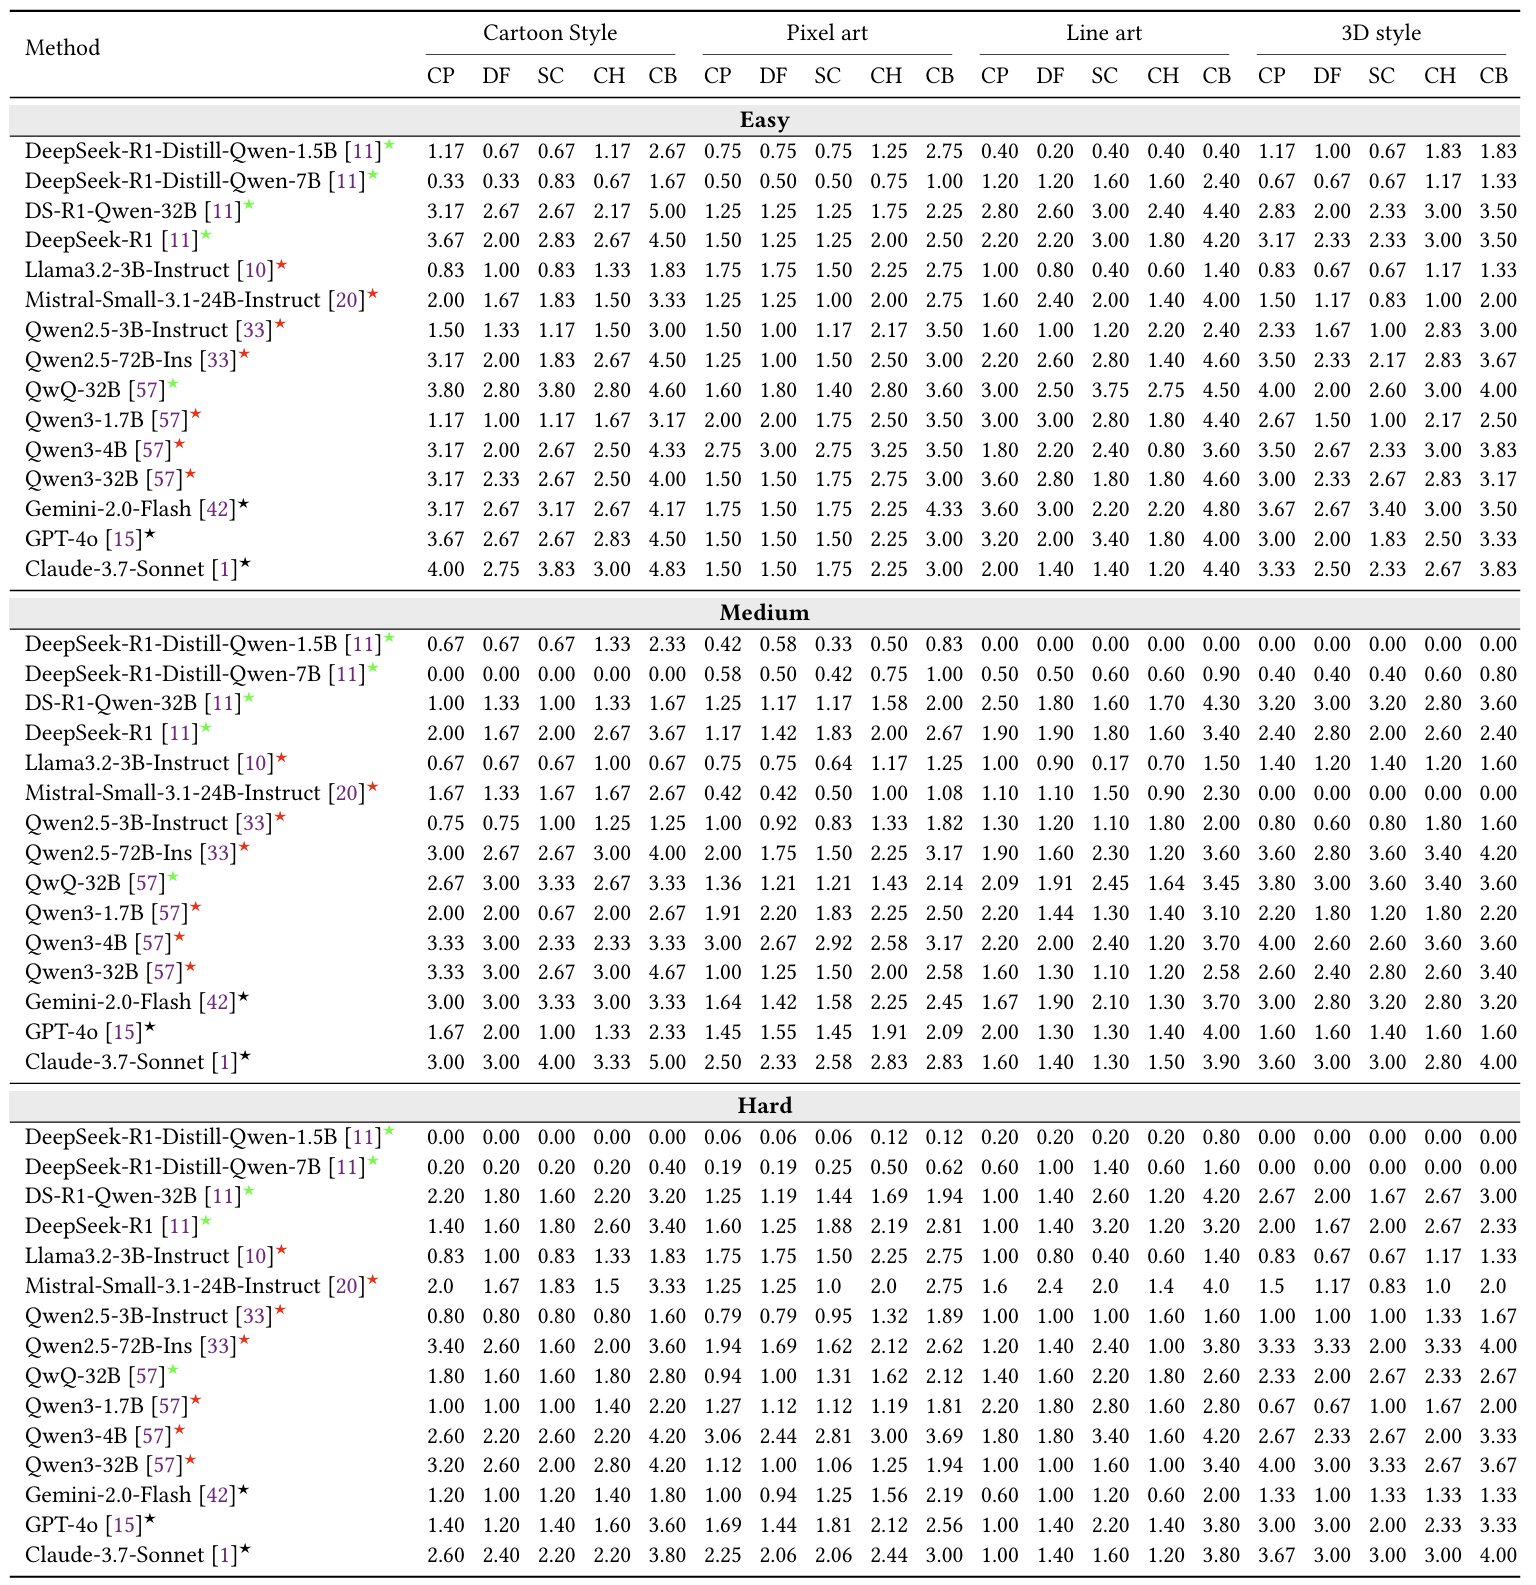 Method Cartoon Style Pixel art Line art 3D style
CP DF SC CH CB CP DF SC CH CB CP DF SC CH CB CP DF SC CH CB
Easy
DeepSeek-R1-Distill-Qwen-1.5B [11]★ 1.17 0.67 0.67 1.17 2.67 0.75 0.75 0.75 1.25 2.75 0.40 0.20 0.40 0.40 0.40 1.17 1.00 0.67 1.83 1.83
DeepSeek-R1-Distill-Qwen-7B [11]★ 0.33 0.33 0.83 0.67 1.67 0.50 0.50 0.50 0.75 1.00 1.20 1.20 1.60 1.60 2.40 0.67 0.67 0.67 1.17 1.33
DS-R1-Qwen-32B [11]★ 3.17 2.67 2.67 2.17 5.00 1.25 1.25 1.25 1.75 2.25 2.80 2.60 3.00 2.40 4.40 2.83 2.00 2.33 3.00 3.50
DeepSeek-R1 [11]★ 3.67 2.00 2.83 2.67 4.50 1.50 1.25 1.25 2.00 2.50 2.20 2.20 3.00 1.80 4.20 3.17 2.33 2.33 3.00 3.50
Llama3.2-3B-Instruct [10]★ 0.83 1.00 0.83 1.33 1.83 1.75 1.75 1.50 2.25 2.75 1.00 0.80 0.40 0.60 1.40 0.83 0.67 0.67 1.17 1.33
Mistral-Small-3.1-24B-Instruct [20]★ 2.00 1.67 1.83 1.50 3.33 1.25 1.25 1.00 2.00 2.75 1.60 2.40 2.00 1.40 4.00 1.50 1.17 0.83 1.00 2.00
Qwen2.5-3B-Instruct [33]★ 1.50 1.33 1.17 1.50 3.00 1.50 1.00 1.17 2.17 3.50 1.60 1.00 1.20 2.20 2.40 2.33 1.67 1.00 2.83 3.00
Qwen2.5-72B-Ins [33]★ 3.17 2.00 1.83 2.67 4.50 1.25 1.00 1.50 2.50 3.00 2.20 2.60 2.80 1.40 4.60 3.50 2.33 2.17 2.83 3.67
QwQ-32B [57]★ 3.80 2.80 3.80 2.80 4.60 1.60 1.80 1.40 2.80 3.60 3.00 2.50 3.75 2.75 4.50 4.00 2.00 2.60 3.00 4.00
Qwen3-1.7B [57]★ 1.17 1.00 1.17 1.67 3.17 2.00 2.00 1.75 2.50 3.50 3.00 3.00 2.80 1.80 4.40 2.67 1.50 1.00 2.17 2.50
Qwen3-4B [57]★ 3.17 2.00 2.67 2.50 4.33 2.75 3.00 2.75 3.25 3.50 1.80 2.20 2.40 0.80 3.60 3.50 2.67 2.33 3.00 3.83
Qwen3-32B [57]★ 3.17 2.33 2.67 2.50 4.00 1.50 1.50 1.75 2.75 3.00 3.60 2.80 1.80 1.80 4.60 3.00 2.33 2.67 2.83 3.17
Gemini-2.0-Flash [42]★ 3.17 2.67 3.17 2.67 4.17 1.75 1.50 1.75 2.25 4.33 3.60 3.00 2.20 2.20 4.80 3.67 2.67 3.40 3.00 3.50
GPT-4o [15]★ 3.67 2.67 2.67 2.83 4.50 1.50 1.50 1.50 2.25 3.00 3.20 2.00 3.40 1.80 4.00 3.00 2.00 1.83 2.50 3.33
Claude-3.7-Sonnet [1]★ 4.00 2.75 3.83 3.00 4.83 1.50 1.50 1.75 2.25 3.00 2.00 1.40 1.40 1.20 4.40 3.33 2.50 2.33 2.67 3.83
Medium
DeepSeek-R1-Distill-Qwen-1.5B [11]★ 0.67 0.67 0.67 1.33 2.33 0.42 0.58 0.33 0.50 0.83 0.00 0.00 0.00 0.00 0.00 0.00 0.00 0.00 0.00 0.00
DeepSeek-R1-Distill-Qwen-7B [11]★ 0.00 0.00 0.00 0.00 0.00 0.58 0.50 0.42 0.75 1.00 0.50 0.50 0.60 0.60 0.90 0.40 0.40 0.40 0.60 0.80
DS-R1-Qwen-32B [11]★ 1.00 1.33 1.00 1.33 1.67 1.25 1.17 1.17 1.58 2.00 2.50 1.80 1.60 1.70 4.30 3.20 3.00 3.20 2.80 3.60
DeepSeek-R1 [11]★ 2.00 1.67 2.00 2.67 3.67 1.17 1.42 1.83 2.00 2.67 1.90 1.90 1.80 1.60 3.40 2.40 2.80 2.00 2.60 2.40
Llama3.2-3B-Instruct [10]★ 0.67 0.67 0.67 1.00 0.67 0.75 0.75 0.64 1.17 1.25 1.00 0.90 0.17 0.70 1.50 1.40 1.20 1.40 1.20 1.60
Mistral-Small-3.1-24B-Instruct [20]★ 1.67 1.33 1.67 1.67 2.67 0.42 0.42 0.50 1.00 1.08 1.10 1.10 1.50 0.90 2.30 0.00 0.00 0.00 0.00 0.00
Qwen2.5-3B-Instruct [33]★ 0.75 0.75 1.00 1.25 1.25 1.00 0.92 0.83 1.33 1.82 1.30 1.20 1.10 1.80 2.00 0.80 0.60 0.80 1.80 1.60
Qwen2.5-72B-Ins [33]★ 3.00 2.67 2.67 3.00 4.00 2.00 1.75 1.50 2.25 3.17 1.90 1.60 2.30 1.20 3.60 3.60 2.80 3.60 3.40 4.20
QwQ-32B [57]★ 2.67 3.00 3.33 2.67 3.33 1.36 1.21 1.21 1.43 2.14 2.09 1.91 2.45 1.64 3.45 3.80 3.00 3.60 3.40 3.60
Qwen3-1.7B [57]★ 2.00 2.00 0.67 2.00 2.67 1.91 2.20 1.83 2.25 2.50 2.20 1.44 1.30 1.40 3.10 2.20 1.80 1.20 1.80 2.20
Qwen3-4B [57]★ 3.33 3.00 2.33 2.33 3.33 3.00 2.67 2.92 2.58 3.17 2.20 2.00 2.40 1.20 3.70 4.00 2.60 2.60 3.60 3.60
Qwen3-32B [57]★ 3.33 3.00 2.67 3.00 4.67 1.00 1.25 1.50 2.00 2.58 1.60 1.30 1.10 1.20 2.58 2.60 2.40 2.80 2.60 3.40
Gemini-2.0-Flash [42]★ 3.00 3.00 3.33 3.00 3.33 1.64 1.42 1.58 2.25 2.45 1.67 1.90 2.10 1.30 3.70 3.00 2.80 3.20 2.80 3.20
GPT-4o [15]★ 1.67 2.00 1.00 1.33 2.33 1.45 1.55 1.45 1.91 2.09 2.00 1.30 1.30 1.40 4.00 1.60 1.60 1.40 1.60 1.60
Claude-3.7-Sonnet [1]★ 3.00 3.00 4.00 3.33 5.00 2.50 2.33 2.58 2.83 2.83 1.60 1.40 1.30 1.50 3.90 3.60 3.00 3.00 2.80 4.00
Hard
DeepSeek-R1-Distill-Qwen-1.5B [11]★ 0.00 0.00 0.00 0.00 0.00 0.06 0.06 0.06 0.12 0.12 0.20 0.20 0.20 0.20 0.80 0.00 0.00 0.00 0.00 0.00
DeepSeek-R1-Distill-Qwen-7B [11]★ 0.20 0.20 0.20 0.20 0.40 0.19 0.19 0.25 0.50 0.62 0.60 1.00 1.40 0.60 1.60 0.00 0.00 0.00 0.00 0.00
DS-R1-Qwen-32B [11]★ 2.20 1.80 1.60 2.20 3.20 1.25 1.19 1.44 1.69 1.94 1.00 1.40 2.60 1.20 4.20 2.67 2.00 1.67 2.67 3.00
DeepSeek-R1 [11]★ 1.40 1.60 1.80 2.60 3.40 1.60 1.25 1.88 2.19 2.81 1.00 1.40 3.20 1.20 3.20 2.00 1.67 2.00 2.67 2.33
Llama3.2-3B-Instruct [10]★ 0.83 1.00 0.83 1.33 1.83 1.75 1.75 1.50 2.25 2.75 1.00 0.80 0.40 0.60 1.40 0.83 0.67 0.67 1.17 1.33
Mistral-Small-3.1-24B-Instruct [20]★ 2.0 1.67 1.83 1.5 3.33 1.25 1.25 1.0 2.0 2.75 1.6 2.4 2.0 1.4 4.0 1.5 1.17 0.83 1.0 2.0
Qwen2.5-3B-Instruct [33]★ 0.80 0.80 0.80 0.80 1.60 0.79 0.79 0.95 1.32 1.89 1.00 1.00 1.00 1.60 1.60 1.00 1.00 1.00 1.33 1.67
Qwen2.5-72B-Ins [33]★ 3.40 2.60 1.60 2.00 3.60 1.94 1.69 1.62 2.12 2.62 1.20 1.40 2.40 1.00 3.80 3.33 3.33 2.00 3.33 4.00
QwQ-32B [57]★ 1.80 1.60 1.60 1.80 2.80 0.94 1.00 1.31 1.62 2.12 1.40 1.60 2.20 1.80 2.60 2.33 2.00 2.67 2.33 2.67
Qwen3-1.7B [57]★ 1.00 1.00 1.00 1.40 2.20 1.27 1.12 1.12 1.19 1.81 2.20 1.80 2.80 1.60 2.80 0.67 0.67 1.00 1.67 2.00
Qwen3-4B [57]★ 2.60 2.20 2.60 2.20 4.20 3.06 2.44 2.81 3.00 3.69 1.80 1.80 3.40 1.60 4.20 2.67 2.33 2.67 2.00 3.33
Qwen3-32B [57]★ 3.20 2.60 2.00 2.80 4.20 1.12 1.00 1.06 1.25 1.94 1.00 1.00 1.60 1.00 3.40 4.00 3.00 3.33 2.67 3.67
Gemini-2.0-Flash [42]★ 1.20 1.00 1.20 1.40 1.80 1.00 0.94 1.25 1.56 2.19 0.60 1.00 1.20 0.60 2.00 1.33 1.00 1.33 1.33 1.33
GPT-4o [15]★ 1.40 1.20 1.40 1.60 3.60 1.69 1.44 1.81 2.12 2.56 1.00 1.40 2.20 1.40 3.80 3.00 3.00 2.00 2.33 3.33
Claude-3.7-Sonnet [1]★ 2.60 2.40 2.20 2.20 3.80 2.25 2.06 2.06 2.44 3.00 1.00 1.40 1.60 1.20 3.80 3.67 3.00 3.00 3.00 4.00